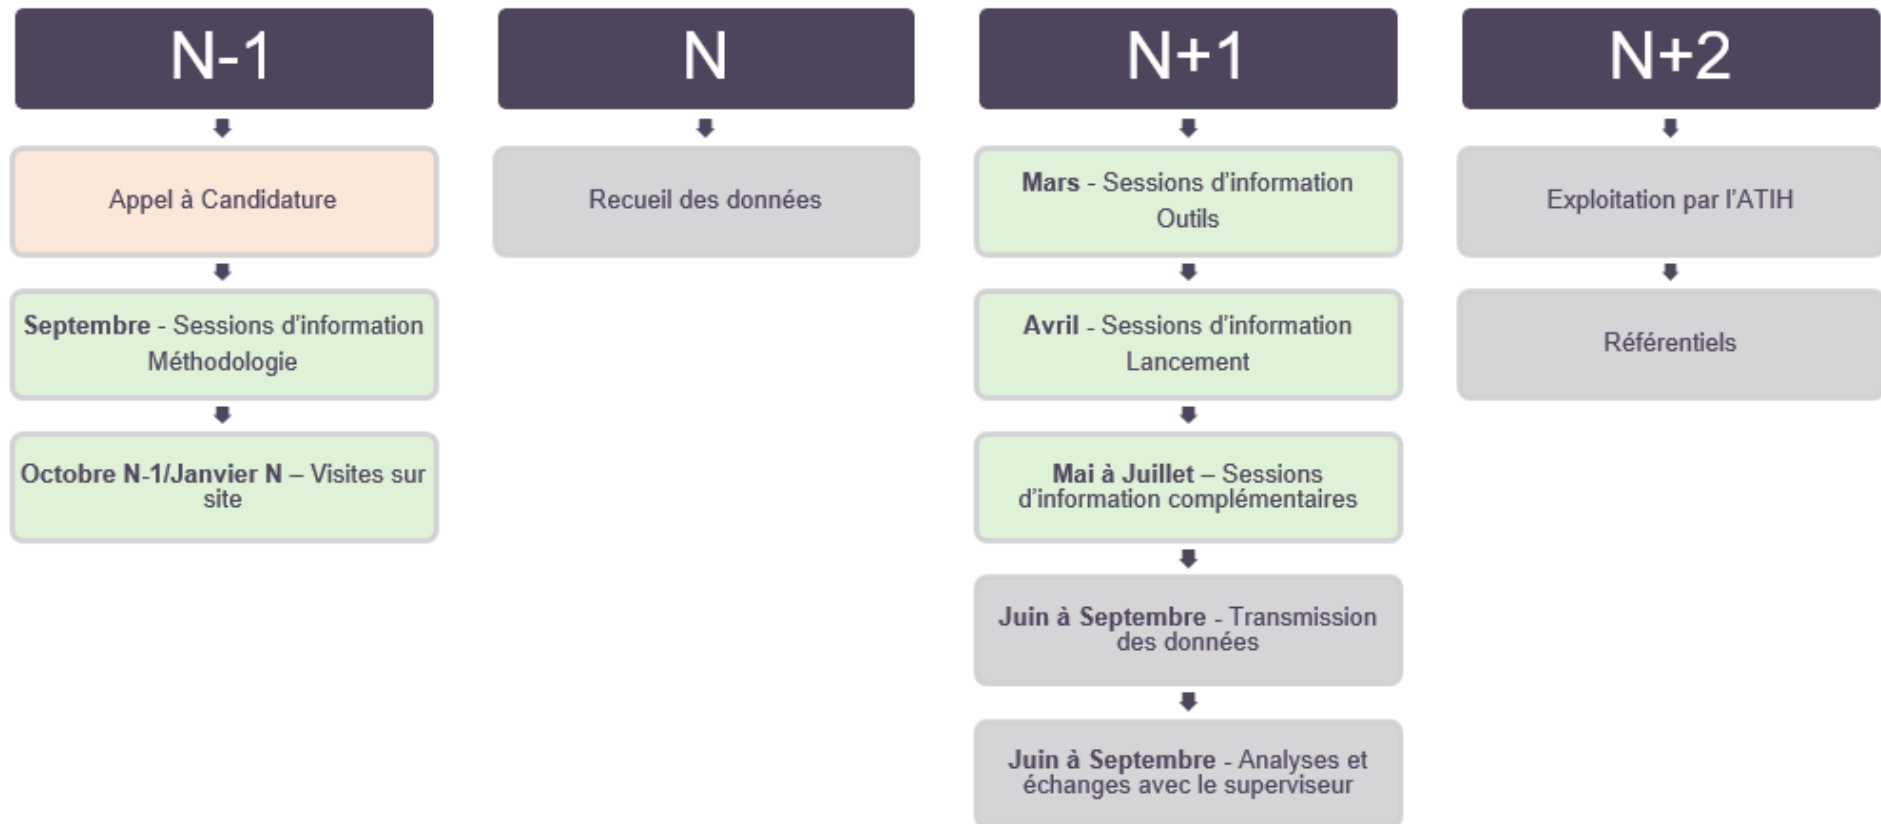 N-1
Appel à Candidature
Septembre - Sessions d'information
Méthodologie
Octobre N-1/Janvier N – Visites sur
site
N
Recueil des données
N+1
Mars - Sessions d'information
Outils
Avril - Sessions d'information
Lancement
Mai à Juillet – Sessions
d'information complémentaires
Juin à Septembre - Transmission
des données
Juin à Septembre - Analyses et
échanges avec le superviseur
N+2
Exploitation par l'ATIH
Référentiels